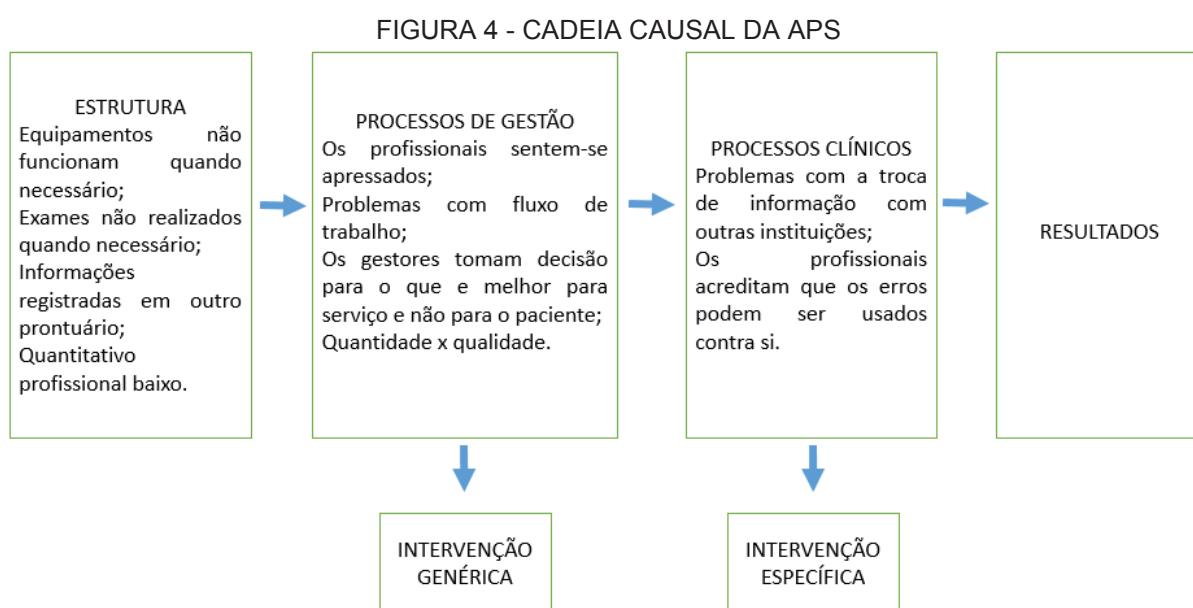 FIGURA 4 - CADEIA CAUSAL DA APS
ESTRUTURA
Equipamentos não
funcionam quando
necessário;
Exames não realizados
quando necessário;
Informações
registradas em outro
prontuário;
Quantitativo
profissional baixo.
PROCESSOS DE GESTÃO
Os profissionais sentem-se
apressados;
Problemas com fluxo de
trabalho;
Os gestores tomam decisão
para o que e melhor para
serviço e não para o paciente;
Quantidade x qualidade.
PROCESSOS CLÍNICOS
Problemas com a troca
de informação com
outras instituições;
Os profissionais
acreditam que os erros
podem ser usados
contra si.
RESULTADOS
INTERVENÇÃO
GENÉRICA
INTERVENÇÃO
ESPECÍFICA